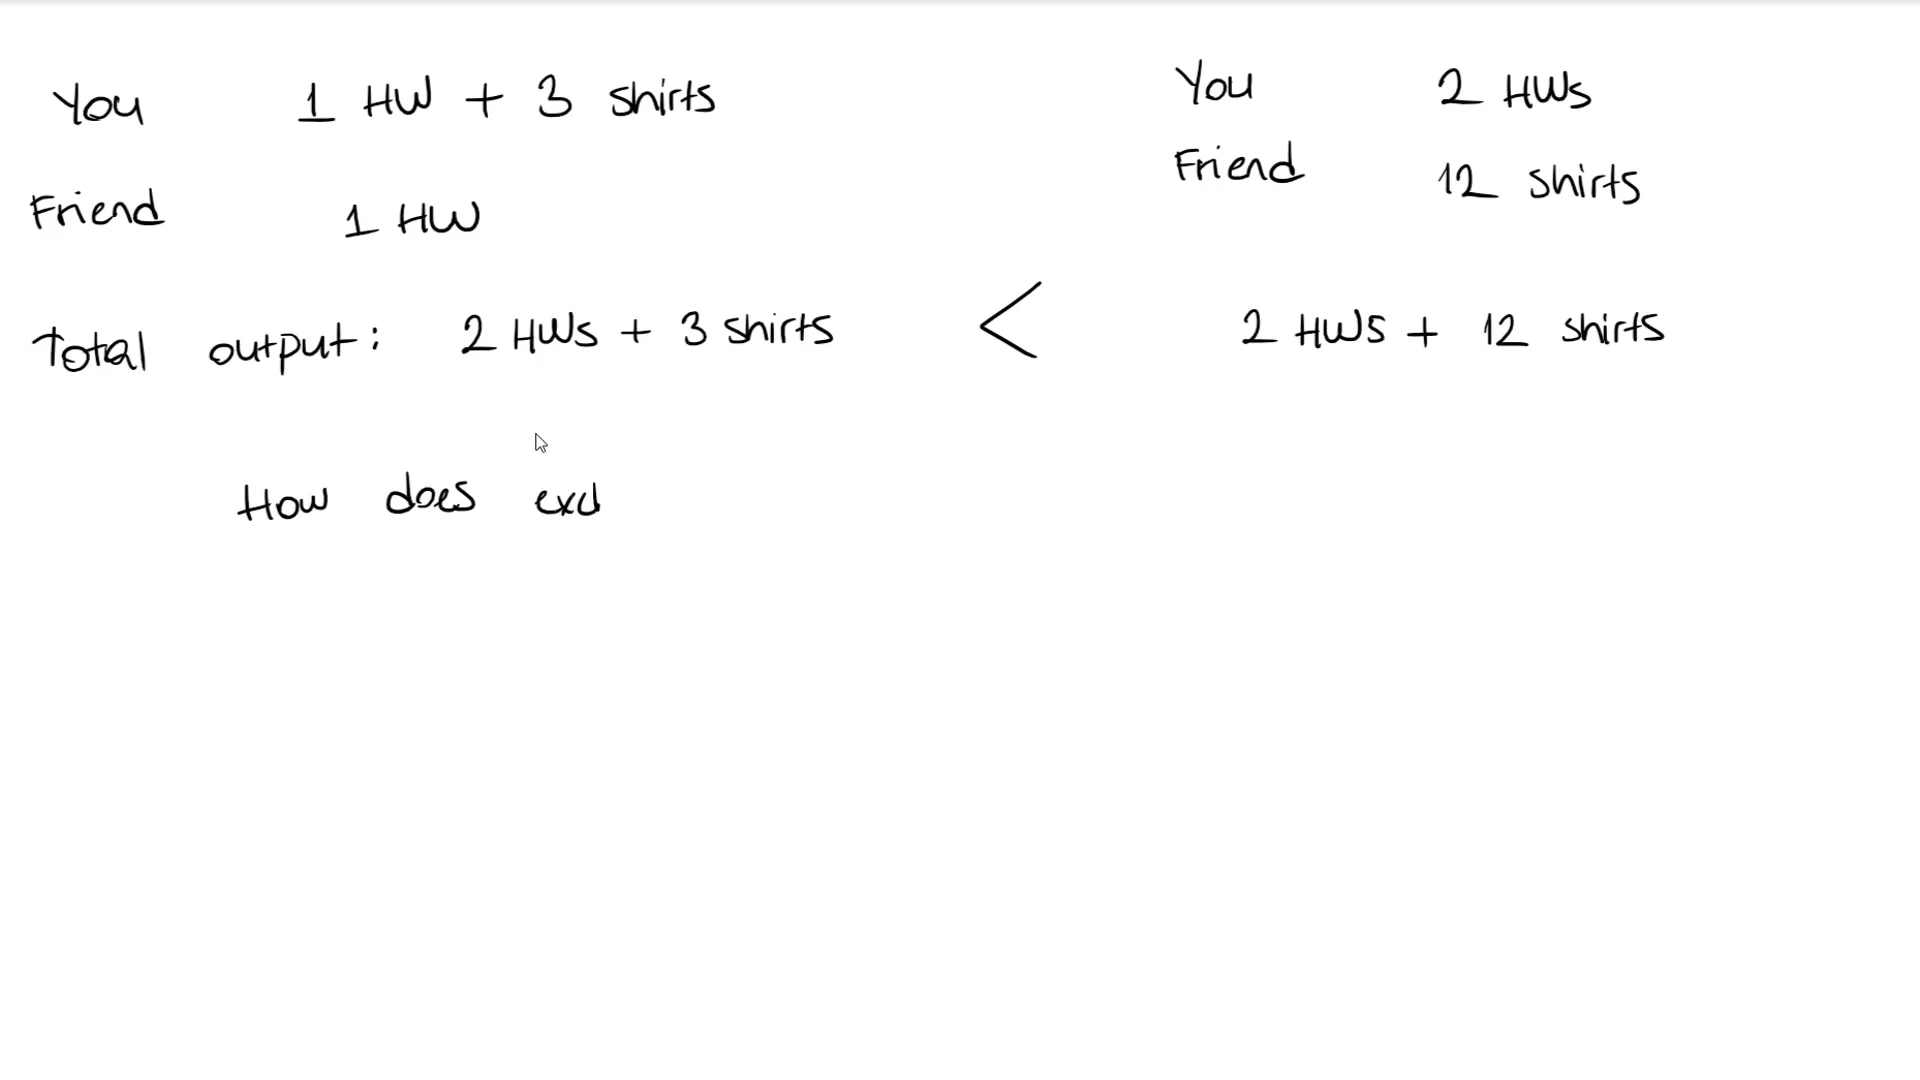 You 1 HW + 3 shirts
Friend 1 HW
Total output: 2 HWs + 3 shirts < 2 HWs + 12 shirts
You 2 HWs
Friend 12 shirts
How does exd